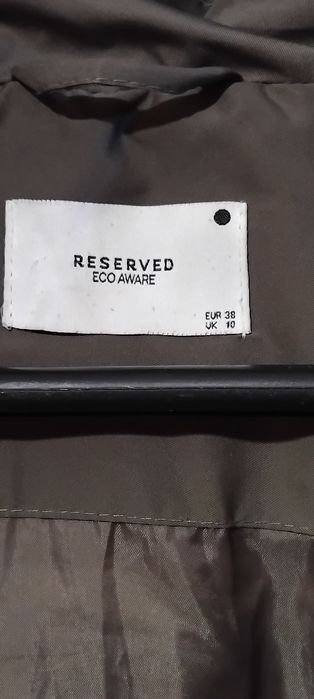 RESERVED
ECO AWARE
EUR 38
UK 10